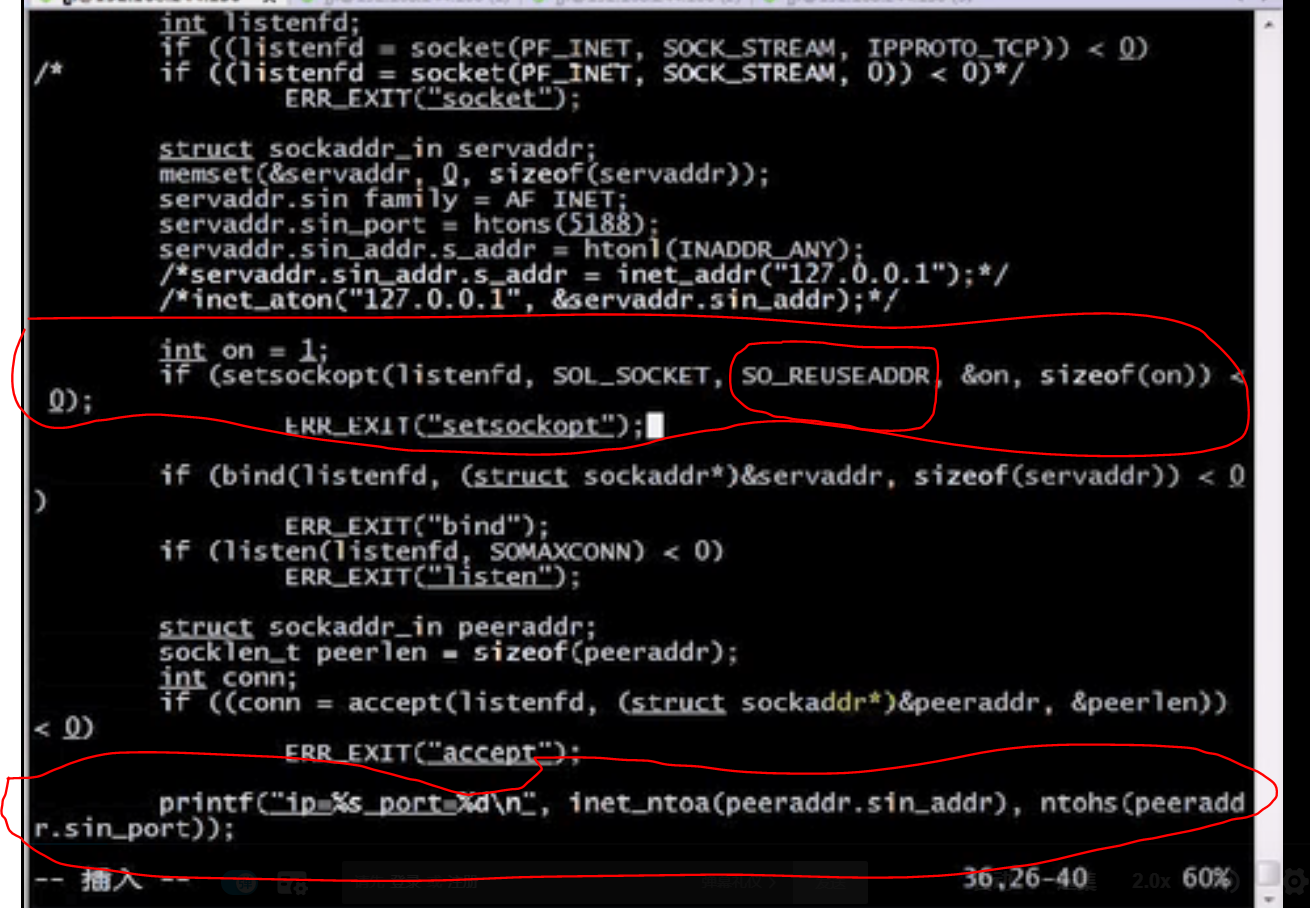 int listenfd;
if ((listenfd = socket(PF_INET, SOCK_STREAM, IPPROTO_TCP)) < 0)
/* if ((listenfd = socket(PF_INET, SOCK_STREAM, 0)) < 0)*/
ERR_EXIT("socket");
struct sockaddr_in servaddr;
memset(&servaddr, 0, sizeof(servaddr));
servaddr.sin_family = AF_INET;
servaddr.sin_port = htons(5188);
servaddr.sin_addr.s_addr = htonl(INADDR_ANY);
/*servaddr.sin_addr.s_addr = inet_addr("127.0.0.1");*/
/*inet_aton("127.0.0.1", &servaddr.sin_addr);*/
int on = 1;
if (setsockopt(listenfd, SOL_SOCKET, SO_REUSEADDR, &on, sizeof(on)) <
0);
ERR_EXIT("setsockopt");
if (bind(listenfd, (struct sockaddr*)&servaddr, sizeof(servaddr)) < 0
)
ERR_EXIT("bind");
if (listen(listenfd, SOMAXCONN) < 0)
ERR_EXIT("listen");
struct sockaddr_in peeraddr;
socklen_t peerlen = sizeof(peeraddr);
int conn;
if ((conn = accept(listenfd, (struct sockaddr*)&peeraddr, &peerlen))
< 0)
ERR_EXIT("accept");
printf("ip=%s port=%d\n", inet_ntoa(peeraddr.sin_addr), ntohs(peeradd
r.sin_port));
-- 插入 -- 36,26-40 60%
2.0x